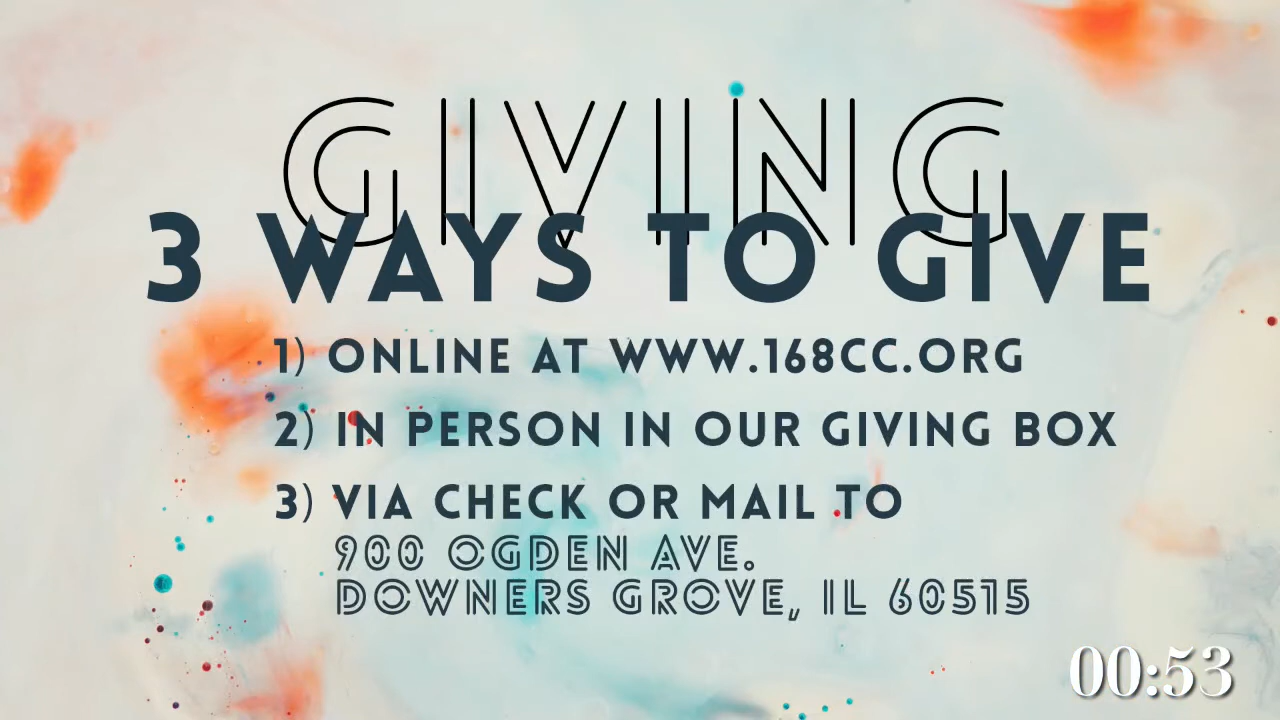 GIVING
3 WAYS TO GIVE
1) ONLINE AT WWW.168CC.ORG
2) IN PERSON IN OUR GIVING BOX
3) VIA CHECK OR MAIL TO
900 OGDEN AVE.
DOWNERS GROVE, IL 60515
00:53